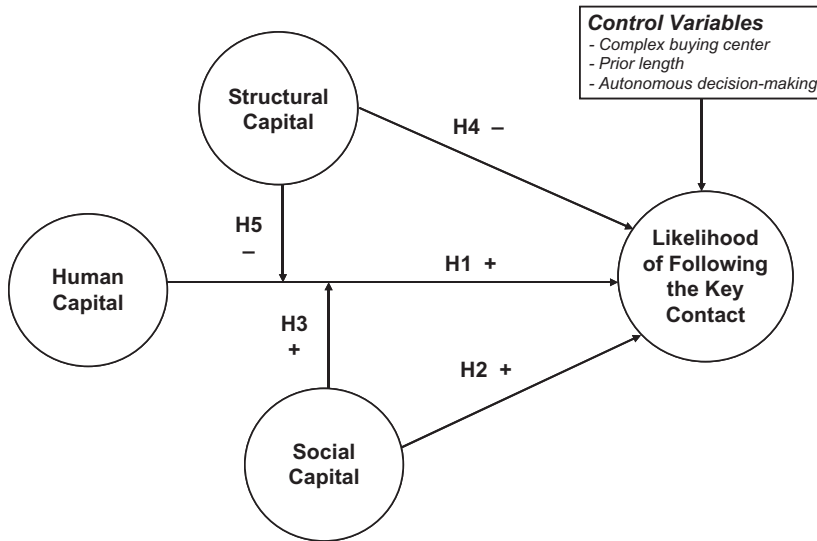 Control Variables
- Complex buying center
- Prior length
- Autonomous decision-making
Structural
Capital
H4 –
H5
–
Human
Capital
H1 +
Likelihood
of Following
the Key
Contact
H3
+
H2 +
Social
Capital